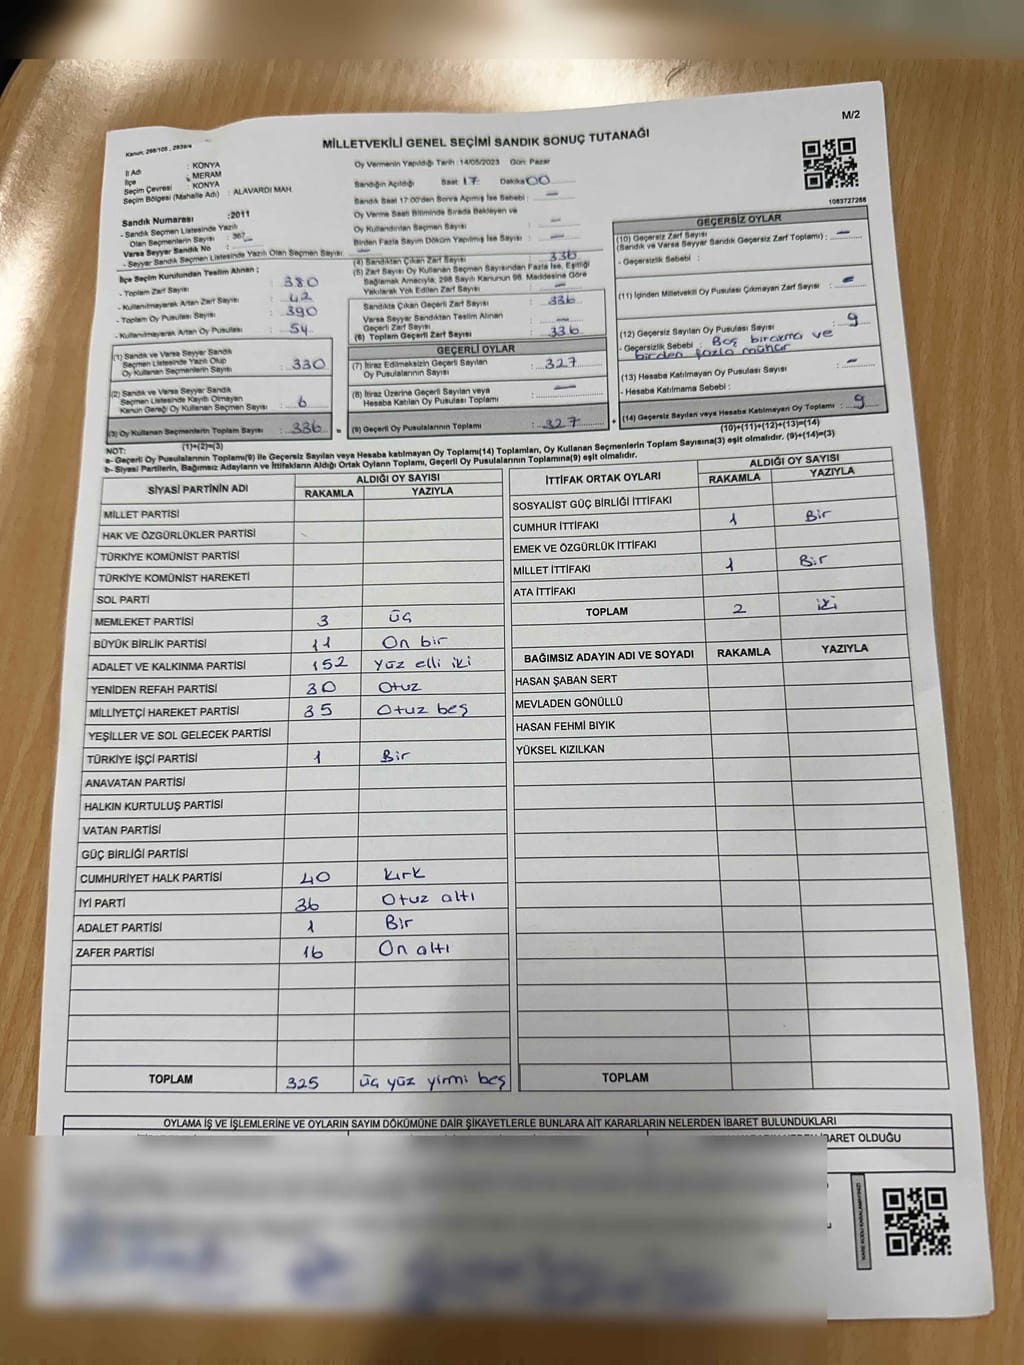 M/2
Kanun: 298/105, 2839/4
MİLLETVEKİLİ GENEL SEÇİMİ SANDIK SONUÇ TUTANAĞI
İl Adı : KONYA
İlçe : MERAM
Seçim Çevresi : KONYA
Seçim Bölgesi (Mahalle Adı) : ALAVARDI MAH.
Sandık Numarası :2011
- Sandık Seçmen Listesinde Yazılı
Olan Seçmenlerin Sayısı : 367
Varsa Seyyar Sandık No :
- Seyyar Sandık Seçmen Listesinde Yazılı Olan Seçmen Sayısı: —
İlçe Seçim Kurulundan Teslim Alınan ;
- Toplam Zarf Sayısı : 380
- Kullanılmayarak Artan Zarf Sayısı : 42
- Toplam Oy Pusulası Sayısı : 390
- Kullanılmayarak Artan Oy Pusulası : 54
(1) Sandık ve Varsa Seyyar Sandık
Seçmen Listesinde Yazılı Olup
Oy Kullanan Seçmenlerin Sayısı : 330
(2) Sandık ve Varsa Seyyar Sandık
Seçmen Listesinde Kayıtlı Olmayan
Kanun Gereği Oy Kullanan Seçmen Sayısı : 6
(3) Oy Kullanan Seçmenlerin Toplam Sayısı : 336
(1)+(2)=(3)
Oy Vermenin Yapıldığı Tarih : 14/05/2023 Gün: Pazar
Sandığın Açıldığı Saat: 17 Dakika: 00
Sandık Saat 17:00'den Sonra Açılmış İse Sebebi : —
Oy Verme Saati Bitiminde Sırada Bekleyen ve
Oy Kullandırılan Seçmen Sayısı : —
Birden Fazla Sayım Döküm Yapılmış İse Sayısı : —
(4) Sandıktan Çıkan Zarf Sayısı : 336
(5) Zarf Sayısı Oy Kullanan Seçmen Sayısından Fazla İse, Eşitliği
Sağlamak Amacıyla, 298 Sayılı Kanunun 98. Maddesine Göre
Yakılarak Yok Edilen Zarf Sayısı : —
Sandıkta Çıkan Geçerli Zarf Sayısı : 336
Varsa Seyyar Sandıktan Teslim Alınan
Geçerli Zarf Sayısı : —
(6) Toplam Geçerli Zarf Sayısı : 336
GEÇERLİ OYLAR
(7) İtiraz Edilmeksizin Geçerli Sayılan
Oy Pusulalarının Sayısı : 327
(8) İtiraz Üzerine Geçerli Sayılan veya
Hesaba Katılan Oy Pusulası Toplamı : —
(9) Geçerli Oy Pusulalarının Toplamı : 327
1083727266
GEÇERSİZ OYLAR
(10) Geçersiz Zarf Sayısı
(Sandık ve Varsa Seyyar Sandık Geçersiz Zarf Toplamı) : —
- Geçersizlik Sebebi :
(11) İçinden Milletvekili Oy Pusulası Çıkmayan Zarf Sayısı : —
(12) Geçersiz Sayılan Oy Pusulası Sayısı : 9
- Geçersizlik Sebebi : Boş bırakma ve
birden fazla mühür
(13) Hesaba Katılmayan Oy Pusulası Sayısı : —
- Hesaba Katılmama Sebebi :
(14) Geçersiz Sayılan veya Hesaba Katılmayan Oy Toplamı : 9
(10)+(11)+(12)+(13)=(14)
NOT:
a- Geçerli Oy Pusulalarının Toplamı(9) ile Geçersiz Sayılan veya Hesaba katılmayan Oy Toplamı(14) Toplamları, Oy Kullanan Seçmenlerin Toplam Sayısına(3) eşit olmalıdır. (9)+(14)=(3)
b- Siyasi Partilerin, Bağımsız Adayların ve İttifakların Aldığı Ortak Oyların Toplamı, Geçerli Oy Pusulalarının Toplamına(9) eşit olmalıdır.
SİYASİ PARTİNİN ADI ALDIĞI OY SAYISI
RAKAMLA YAZIYLA
MİLLET PARTİSİ
HAK VE ÖZGÜRLÜKLER PARTİSİ
TÜRKİYE KOMÜNİST PARTİSİ
TÜRKİYE KOMÜNİST HAREKETİ
SOL PARTİ
MEMLEKET PARTİSİ 3 üç
BÜYÜK BİRLİK PARTİSİ 11 On bir
ADALET VE KALKINMA PARTİSİ 152 Yüz elli iki
YENİDEN REFAH PARTİSİ 30 Otuz
MİLLİYETÇİ HAREKET PARTİSİ 35 Otuz beş
YEŞİLLER VE SOL GELECEK PARTİSİ
TÜRKİYE İŞÇİ PARTİSİ 1 Bir
ANAVATAN PARTİSİ
HALKIN KURTULUŞ PARTİSİ
VATAN PARTİSİ
GÜÇ BİRLİĞİ PARTİSİ
CUMHURİYET HALK PARTİSİ 40 Kırk
İYİ PARTİ 36 Otuz altı
ADALET PARTİSİ 1 Bir
ZAFER PARTİSİ 16 On altı
TOPLAM 325 üç yüz yirmi beş
İTTİFAK ORTAK OYLARI ALDIĞI OY SAYISI
RAKAMLA YAZIYLA
SOSYALİST GÜÇ BİRLİĞİ İTTİFAKI
CUMHUR İTTİFAKI 1 Bir
EMEK VE ÖZGÜRLÜK İTTİFAKI
MİLLET İTTİFAKI 1 Bir
ATA İTTİFAKI
TOPLAM 2 iki
BAĞIMSIZ ADAYIN ADI VE SOYADI RAKAMLA YAZIYLA
HASAN ŞABAN SERT
MEVLADEN GÖNÜLLÜ
HASAN FEHMİ BIYIK
YÜKSEL KIZILKAN
TOPLAM
OYLAMA İŞ VE İŞLEMLERİNE VE OYLARIN SAYIM DÖKÜMÜNE DAİR ŞİKAYETLERLE BUNLARA AİT KARARLARIN NELERDEN İBARET BULUNDUKLARI
İBARET OLDUĞU
KARE KODU KARALAMAYINIZ